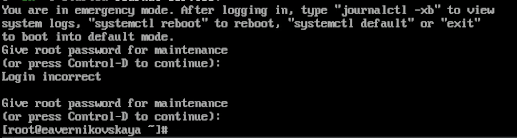 You are in emergency mode. After logging in, type "journalctl -xb" to view
system logs, "systemctl reboot" to reboot, "systemctl default" or "exit"
to boot into default mode.
Give root password for maintenance
(or press Control-D to continue):
Login incorrect

Give root password for maintenance
(or press Control-D to continue):
[root@eavernikovskaya ~]#